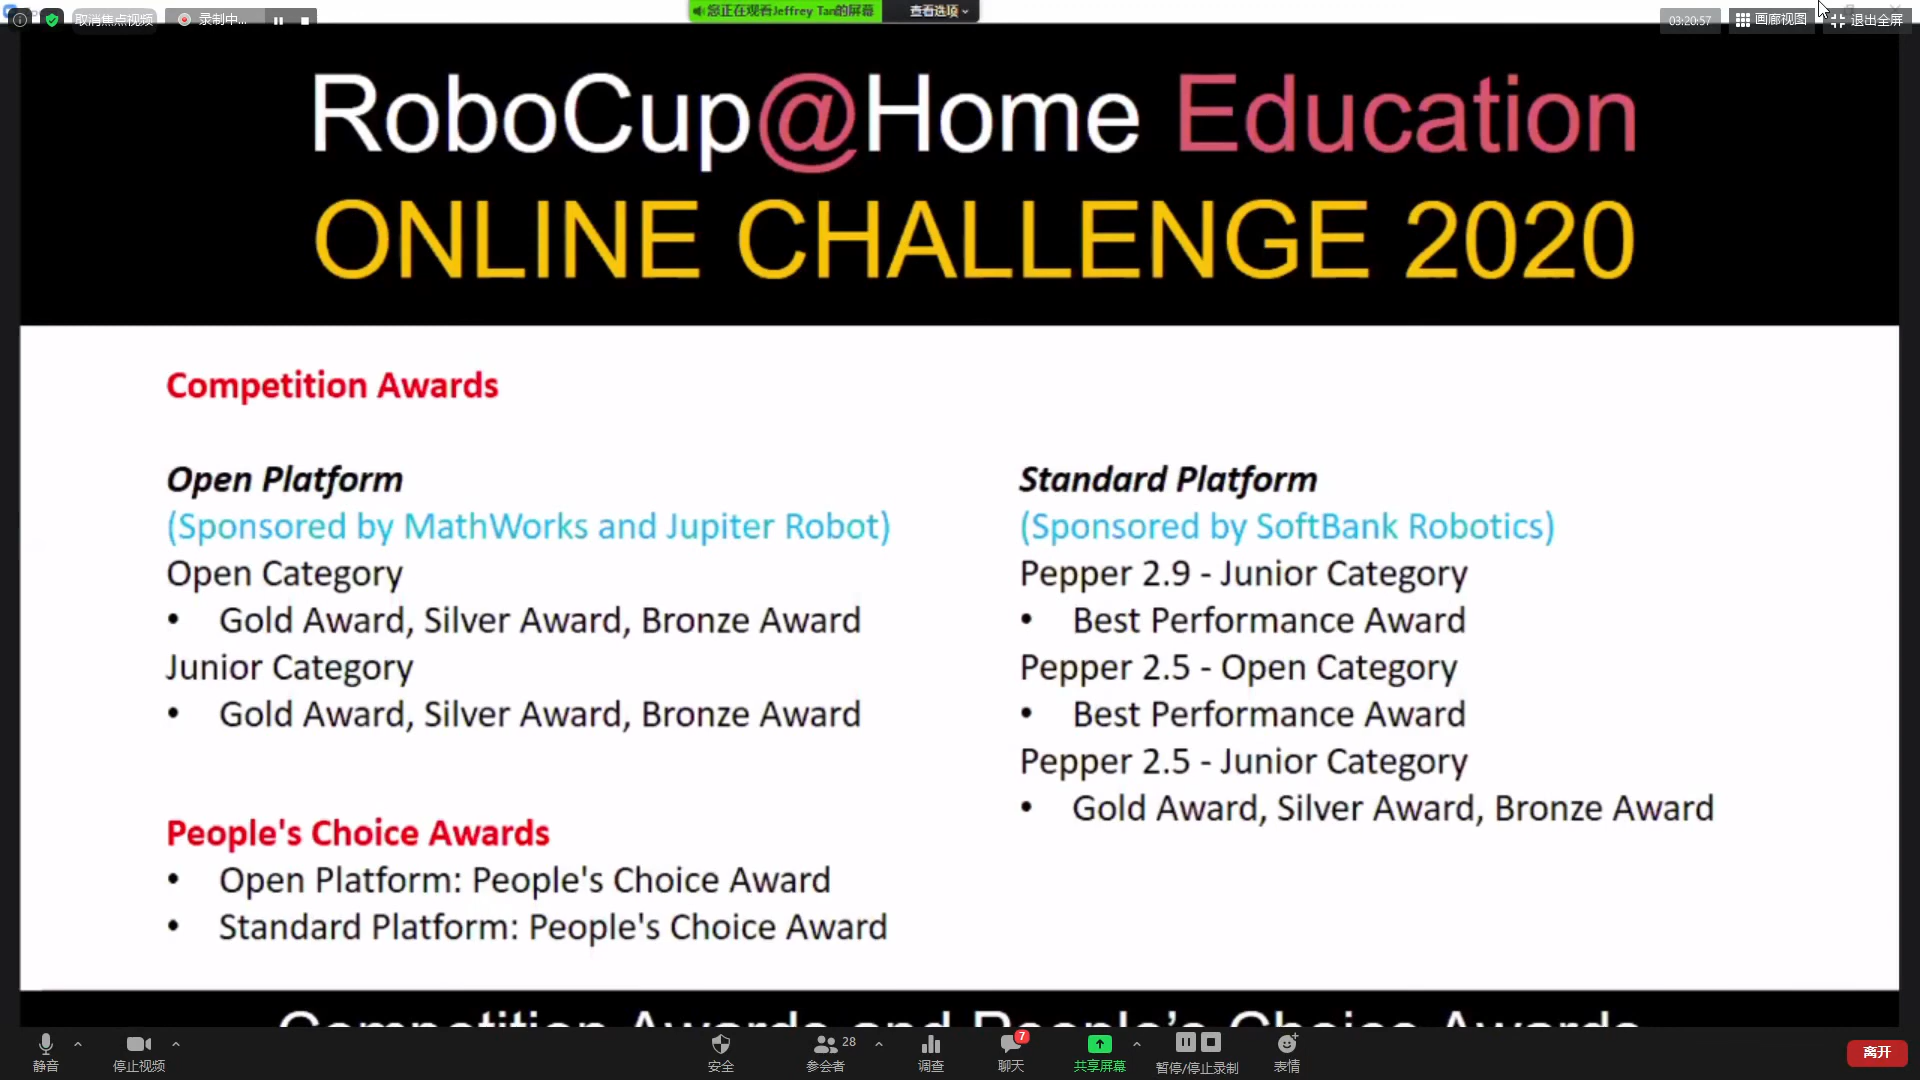 取消焦点视频
录制中...
您正在观看Jeffrey Tan的屏幕
查看选项
03:20:57
画廊视图
退出全屏
RoboCup@Home Education
ONLINE CHALLENGE 2020
Competition Awards
Open Platform
(Sponsored by MathWorks and Jupiter Robot)
Open Category
• Gold Award, Silver Award, Bronze Award
Junior Category
• Gold Award, Silver Award, Bronze Award
People's Choice Awards
• Open Platform: People's Choice Award
• Standard Platform: People's Choice Award
Standard Platform
(Sponsored by SoftBank Robotics)
Pepper 2.9 - Junior Category
• Best Performance Award
Pepper 2.5 - Open Category
• Best Performance Award
Pepper 2.5 - Junior Category
• Gold Award, Silver Award, Bronze Award
Competition Awards and People's Choice Awards
静音
停止视频
安全
28
参会者
调查
7
聊天
共享屏幕
暂停/停止录制
表情
离开